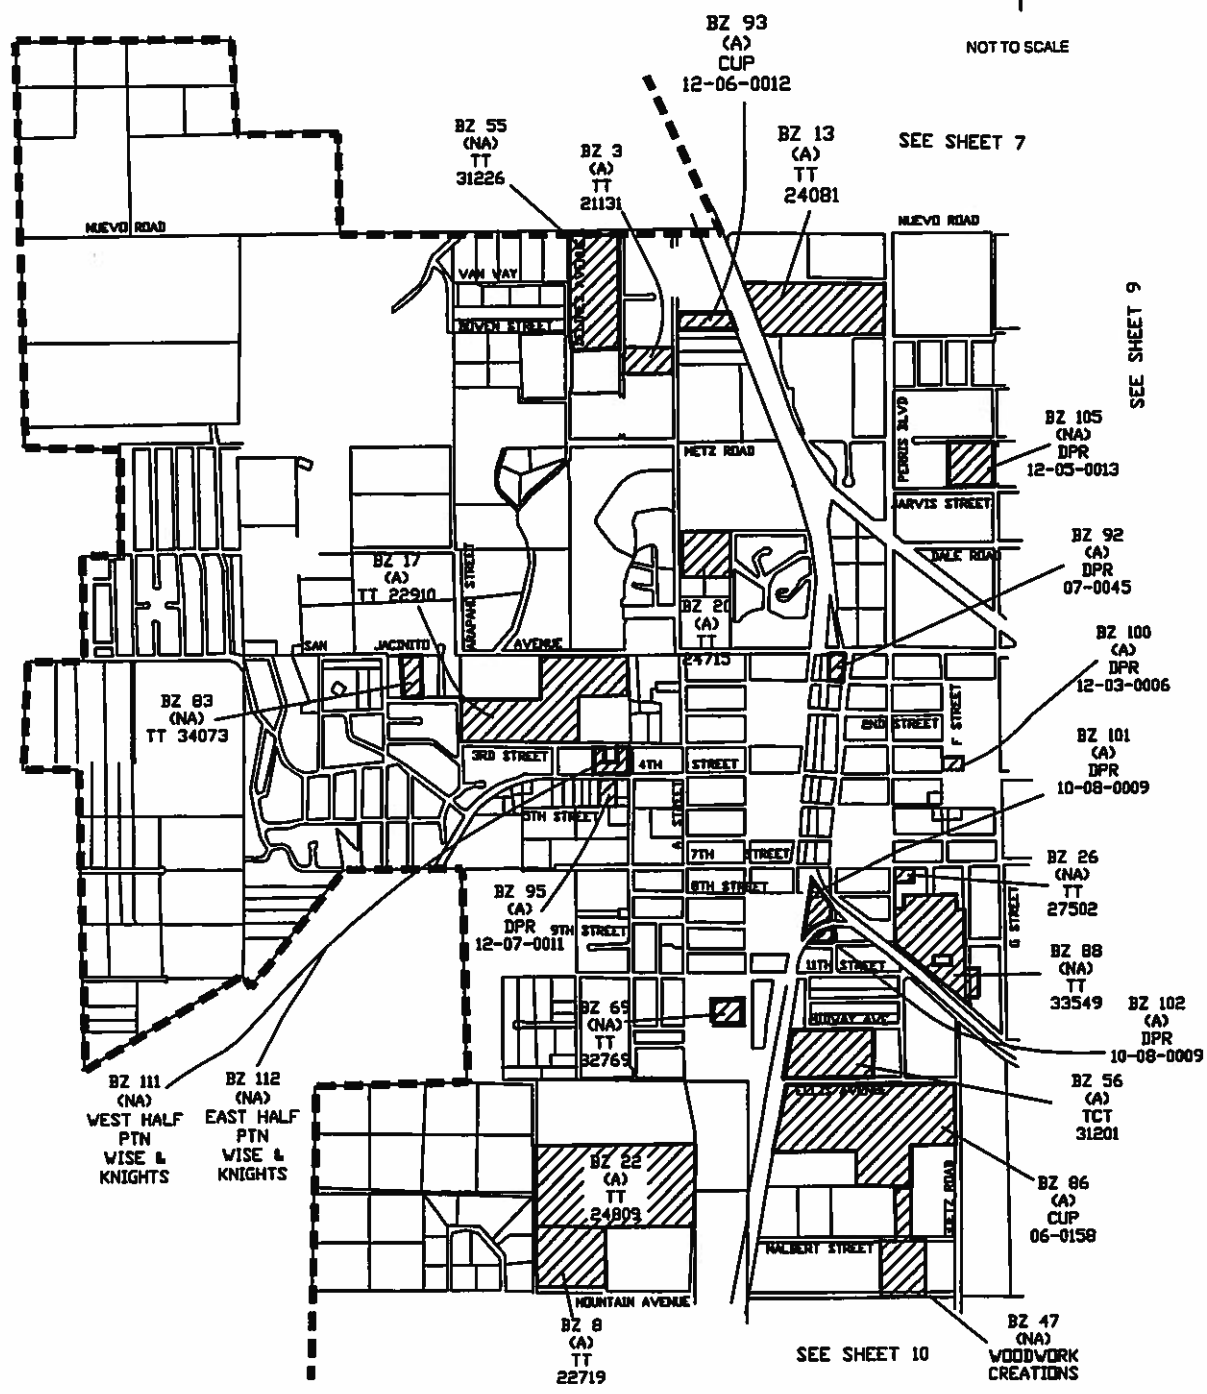 BZ 93
(A)
CUP
12-06-0012
NOT TO SCALE
BZ 55
(NA)
TT
31226
BZ 3
(A)
TT
21131
BZ 13
(A)
TT
24081
SEE SHEET 7
NUEVO ROAD
NUEVO ROAD
VAN WAY
BOWEN STREET
SEE SHEET 9
PERRIS BLVD
METZ ROAD
BZ 105
(NA)
DPR
12-05-0013
JARVIS STREET
DALE ROAD
BZ 92
(A)
DPR
07-0045
BZ 17
(A)
TT 22910
ARAPAHO STREET
BZ 20
(A)
TT
24715
SAN JACINITO AVENUE
BZ 100
(A)
DPR
12-03-0006
BZ 83
(NA)
TT 34073
F STREET
2ND STREET
3RD STREET
4TH STREET
BZ 101
(A)
DPR
10-08-0009
A STREET
5TH STREET
7TH STREET
8TH STREET
BZ 26
(NA)
TT
27502
BZ 95
(A)
DPR
12-07-0011
9TH STREET
G STREET
11TH STREET
BZ 88
(NA)
TT
33549
BZ 69
(NA)
TT
32769
MIDWAY AVE
BZ 102
(A)
DPR
10-08-0009
BZ 111
(NA)
WEST HALF
PTN
WISE &
KNIGHTS
BZ 112
(NA)
EAST HALF
PTN
WISE &
KNIGHTS
ELLIS AVENUE
BZ 56
(A)
TCT
31201
BZ 22
(A)
TT
24809
BZ 86
(A)
CUP
06-0158
GOETZ ROAD
MALBERT STREET
MOUNTAIN AVENUE
BZ 8
(A)
TT
22719
SEE SHEET 10
BZ 47
(NA)
WOODWORK
CREATIONS